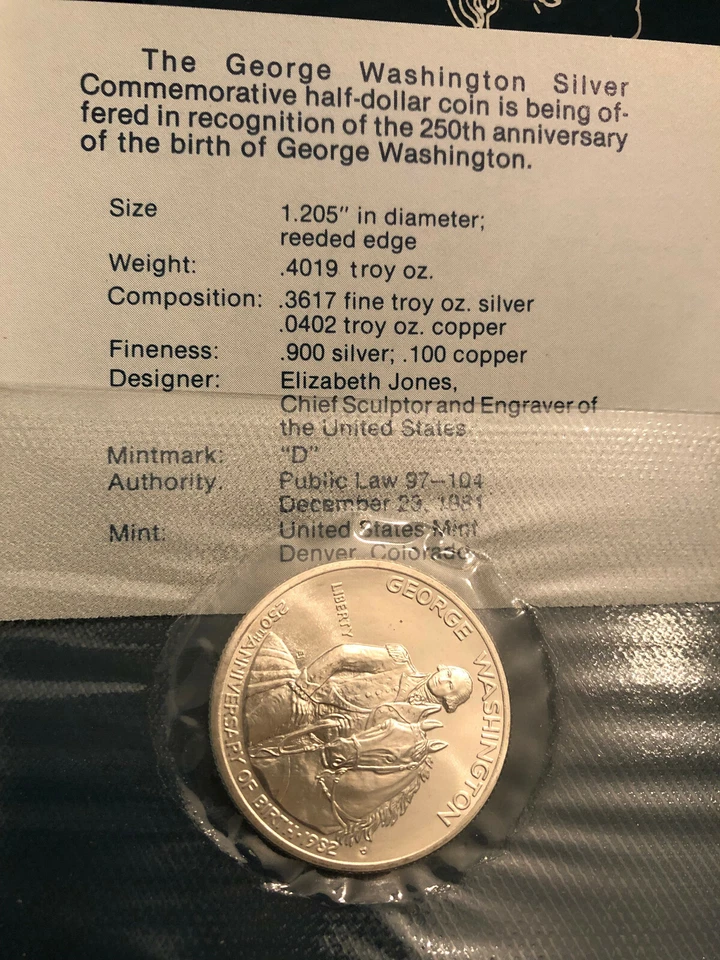 The George Washington Silver
Commemorative half-dollar coin is being of-
fered in recognition of the 250th anniversary
of the birth of George Washington.
Size 1.205" in diameter;
reeded edge
Weight: .4019 troy oz.
Composition: .3617 fine troy oz. silver
.0402 troy oz. copper
Fineness: .900 silver; .100 copper
Designer: Elizabeth Jones,
Chief Sculptor and Engraver of
the United States
Mintmark: "D"
Authority. Public Law 97-104
December 23, 1981
Mint: United States Mint
Denver, Colorado
GEORGE WASHINGTON
LIBERTY
250TH ANNIVERSARY OF BIRTH·1982
D